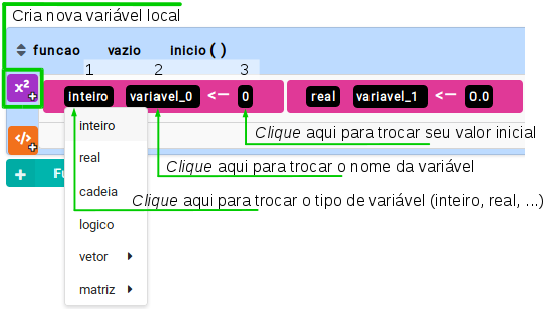 Cria nova variável local
funcao vazio inicio ( )
1 2 3
x² inteiro variavel_0 <– 0 real variavel_1 <– 0.0
inteiro
Clique aqui para trocar seu valor inicial
</>
real
Clique aqui para trocar o nome da variável
+ Fu
cadeia
Clique aqui para trocar o tipo de variável (inteiro, real, ...)
logico
vetor
matriz